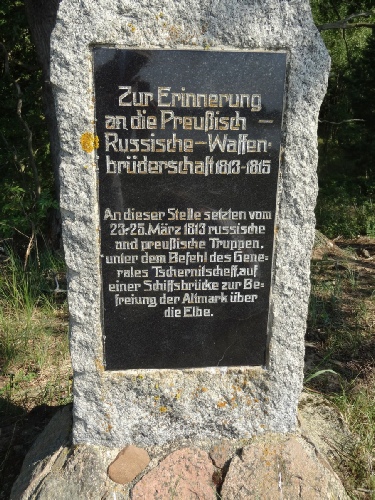 Zur Erinnerung
an die Preußisch –
Russische-Waffen-
brüderschaft 1813-1815
An dieser Stelle setzten vom
23-25. März 1813 russische
und preußische Truppen,
unter dem Befehl des Gene-
rales Tschernitscheff, auf
einer Schiffsbrücke zur Be-
freiung der Altmark über
die Elbe.